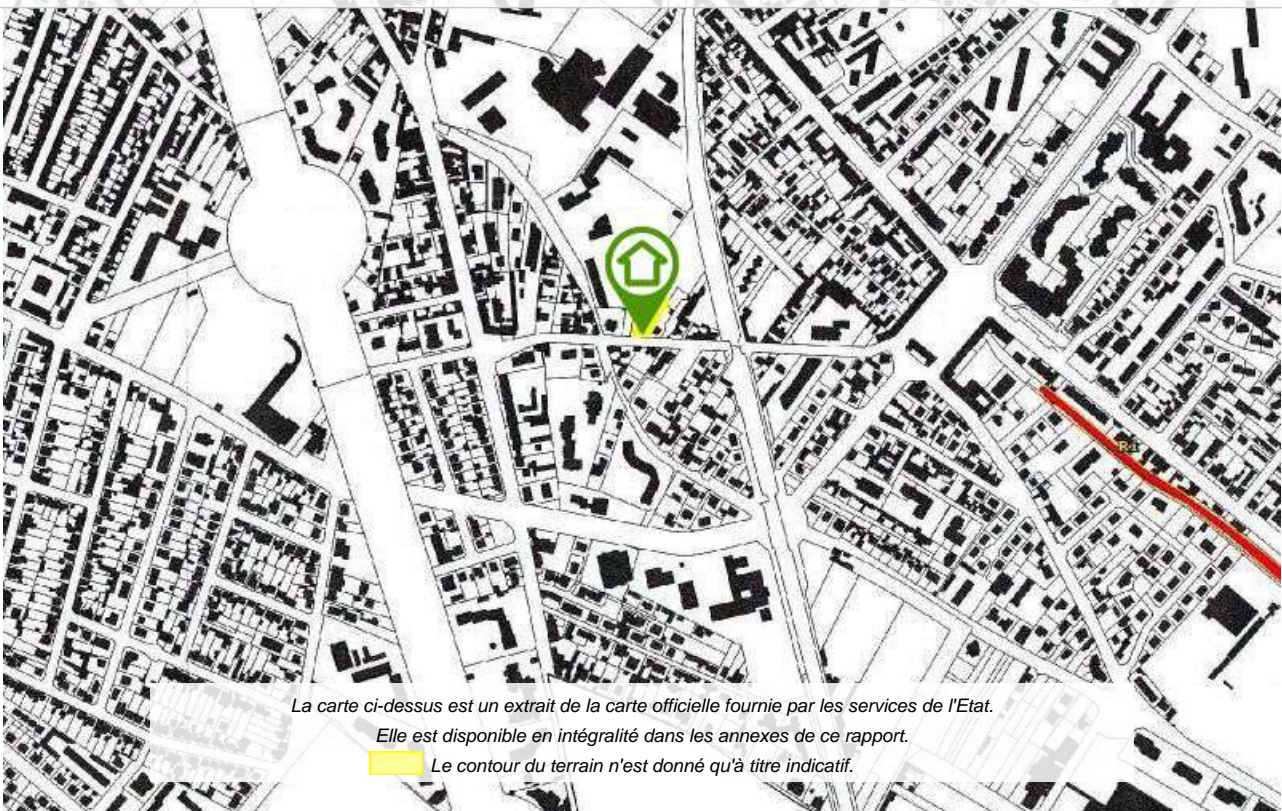 La carte ci-dessus est un extrait de la carte officielle fournie par les services de l'Etat.
Elle est disponible en intégralité dans les annexes de ce rapport.
Le contour du terrain n'est donné qu'à titre indicatif.